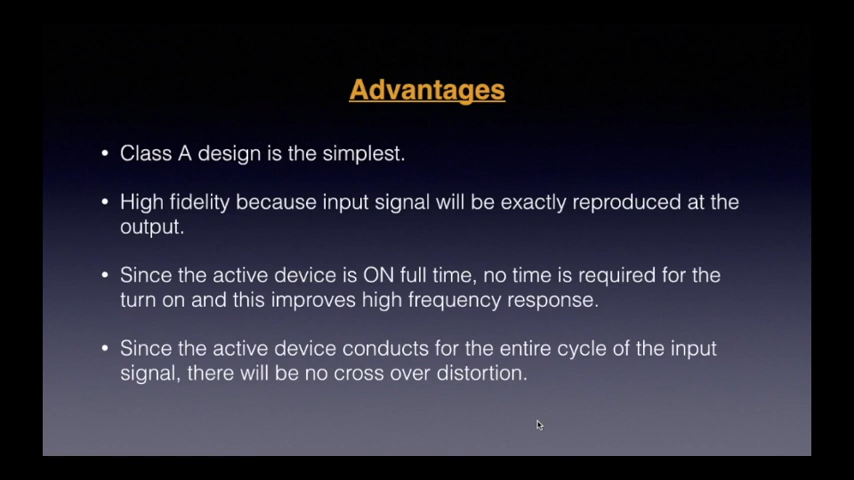 Advantages
• Class A design is the simplest.
• High fidelity because input signal will be exactly reproduced at the
output.
• Since the active device is ON full time, no time is required for the
turn on and this improves high frequency response.
• Since the active device conducts for the entire cycle of the input
signal, there will be no cross over distortion.